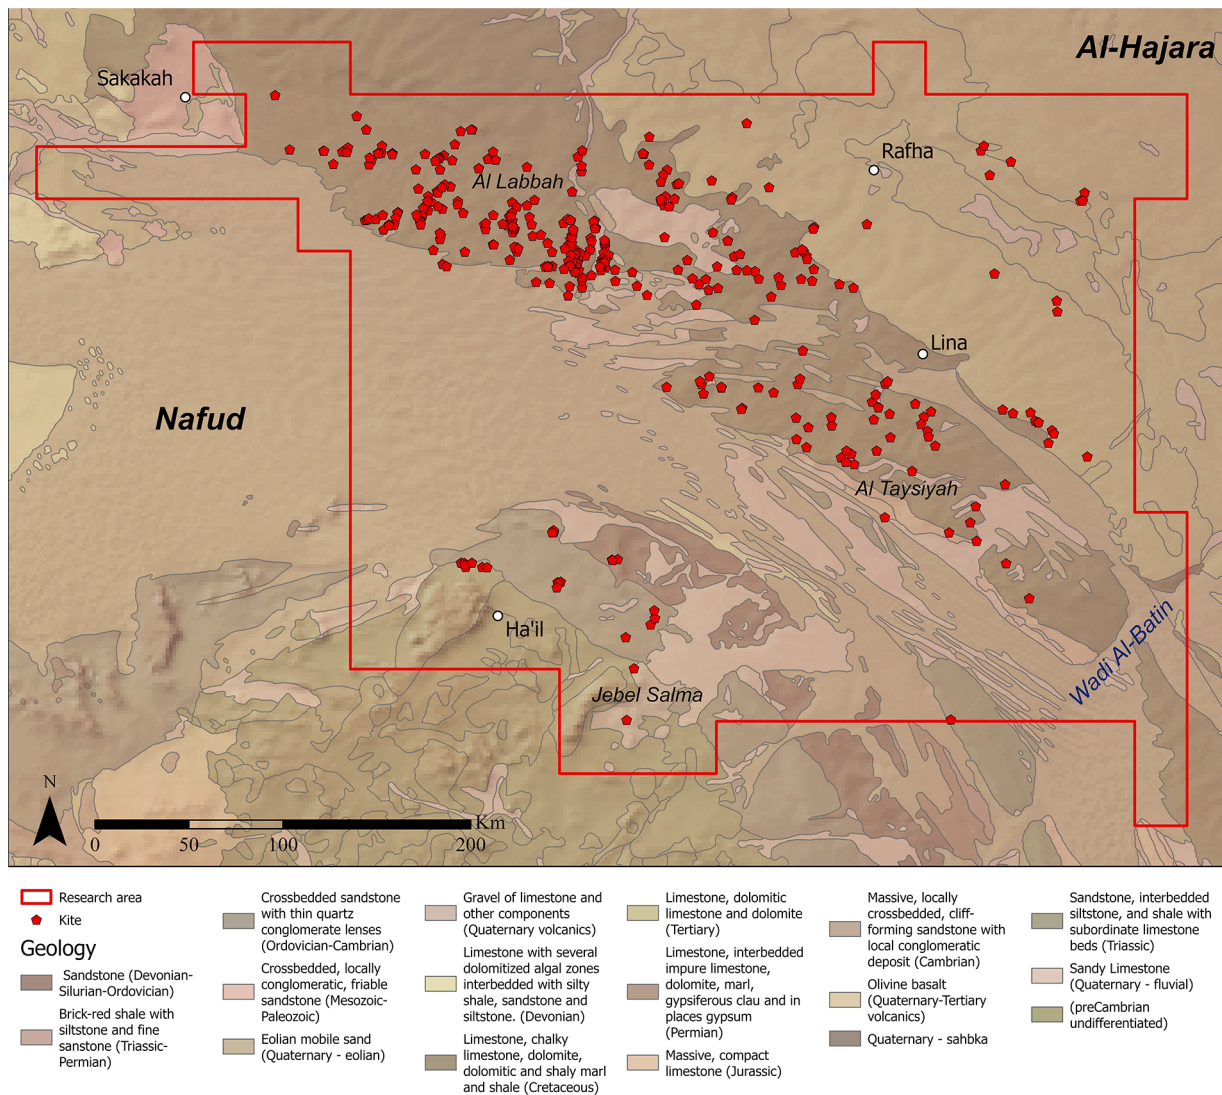 Al-Hajara
Sakakah
Rafha
Al Labbah
Lina
Nafud
Al Taysiyah
Ha'il
Wadi Al-Batin
Jebel Salma
N
Km
0 50 100 200
Research area
Kite
Geology
Sandstone (Devonian-
Silurian-Ordovician)
Brick-red shale with
siltstone and fine
sanstone (Triassic-
Permian)
Crossbedded sandstone
with thin quartz
conglomerate lenses
(Ordovician-Cambrian)
Crossbedded, locally
conglomeratic, friable
sandstone (Mesozoic-
Paleozoic)
Eolian mobile sand
(Quaternary - eolian)
Gravel of limestone and
other components
(Quaternary volcanics)
Limestone with several
dolomitized algal zones
interbedded with silty
shale, sandstone and
siltstone. (Devonian)
Limestone, chalky
limestone, dolomite,
dolomitic and shaly marl
and shale (Cretaceous)
Limestone, dolomitic
limestone and dolomite
(Tertiary)
Limestone, interbedded
impure limestone,
dolomite, marl,
gypsiferous clau and in
places gypsum
(Permian)
Massive, compact
limestone (Jurassic)
Massive, locally
crossbedded, cliff-
forming sandstone with
local conglomeratic
deposit (Cambrian)
Olivine basalt
(Quaternary-Tertiary
volcanics)
Quaternary - sahbka
Sandstone, interbedded
siltstone, and shale with
subordinate limestone
beds (Triassic)
Sandy Limestone
(Quaternary - fluvial)
(preCambrian
undifferentiated)